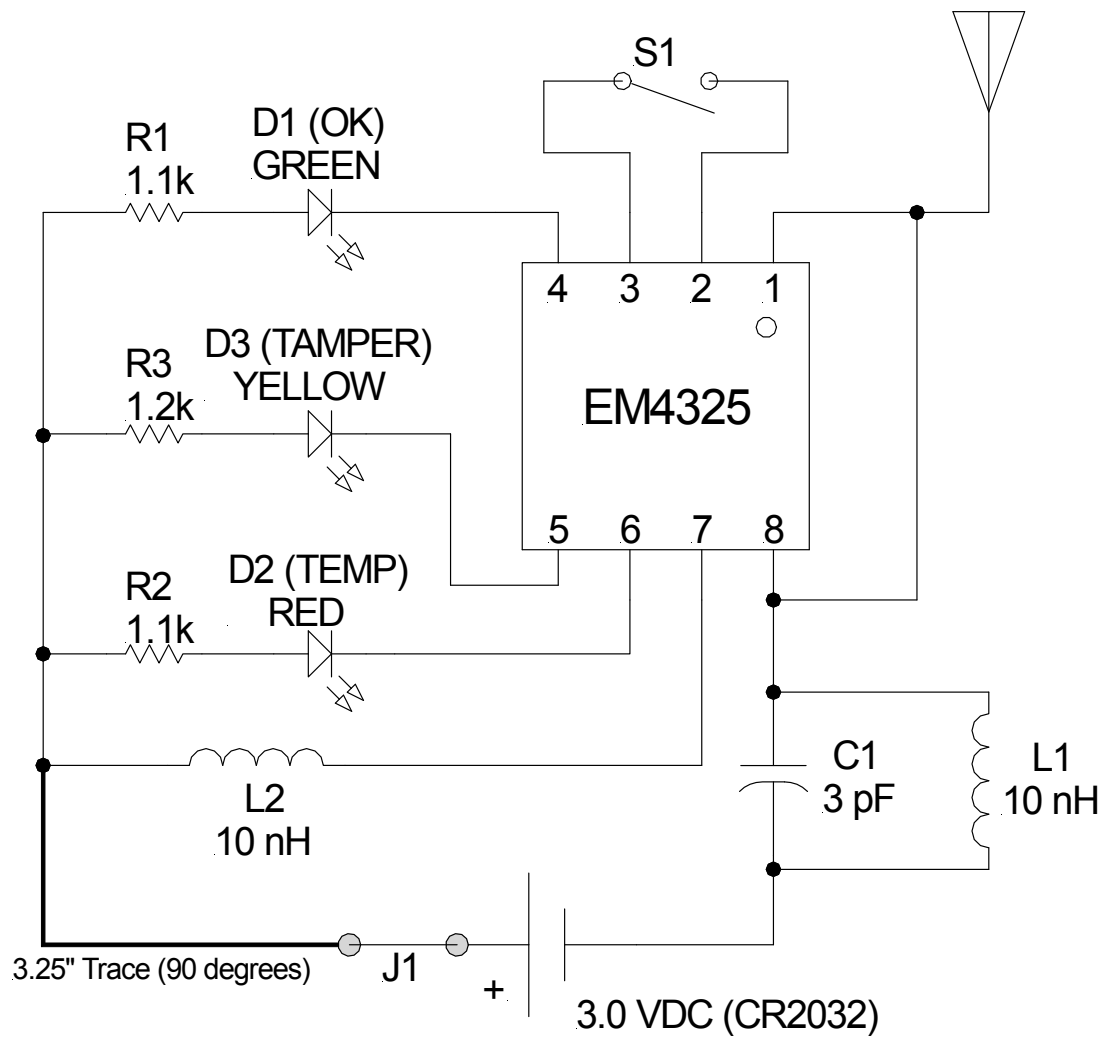 S1
R1
1.1k
D1 (OK)
GREEN
4 3 2 1
R3
1.2k
D3 (TAMPER)
YELLOW
EM4325
5 6 7 8
R2
1.1k
D2 (TEMP)
RED
L2
10 nH
C1
3 pF
L1
10 nH
3.25" Trace (90 degrees)
J1
+
3.0 VDC (CR2032)